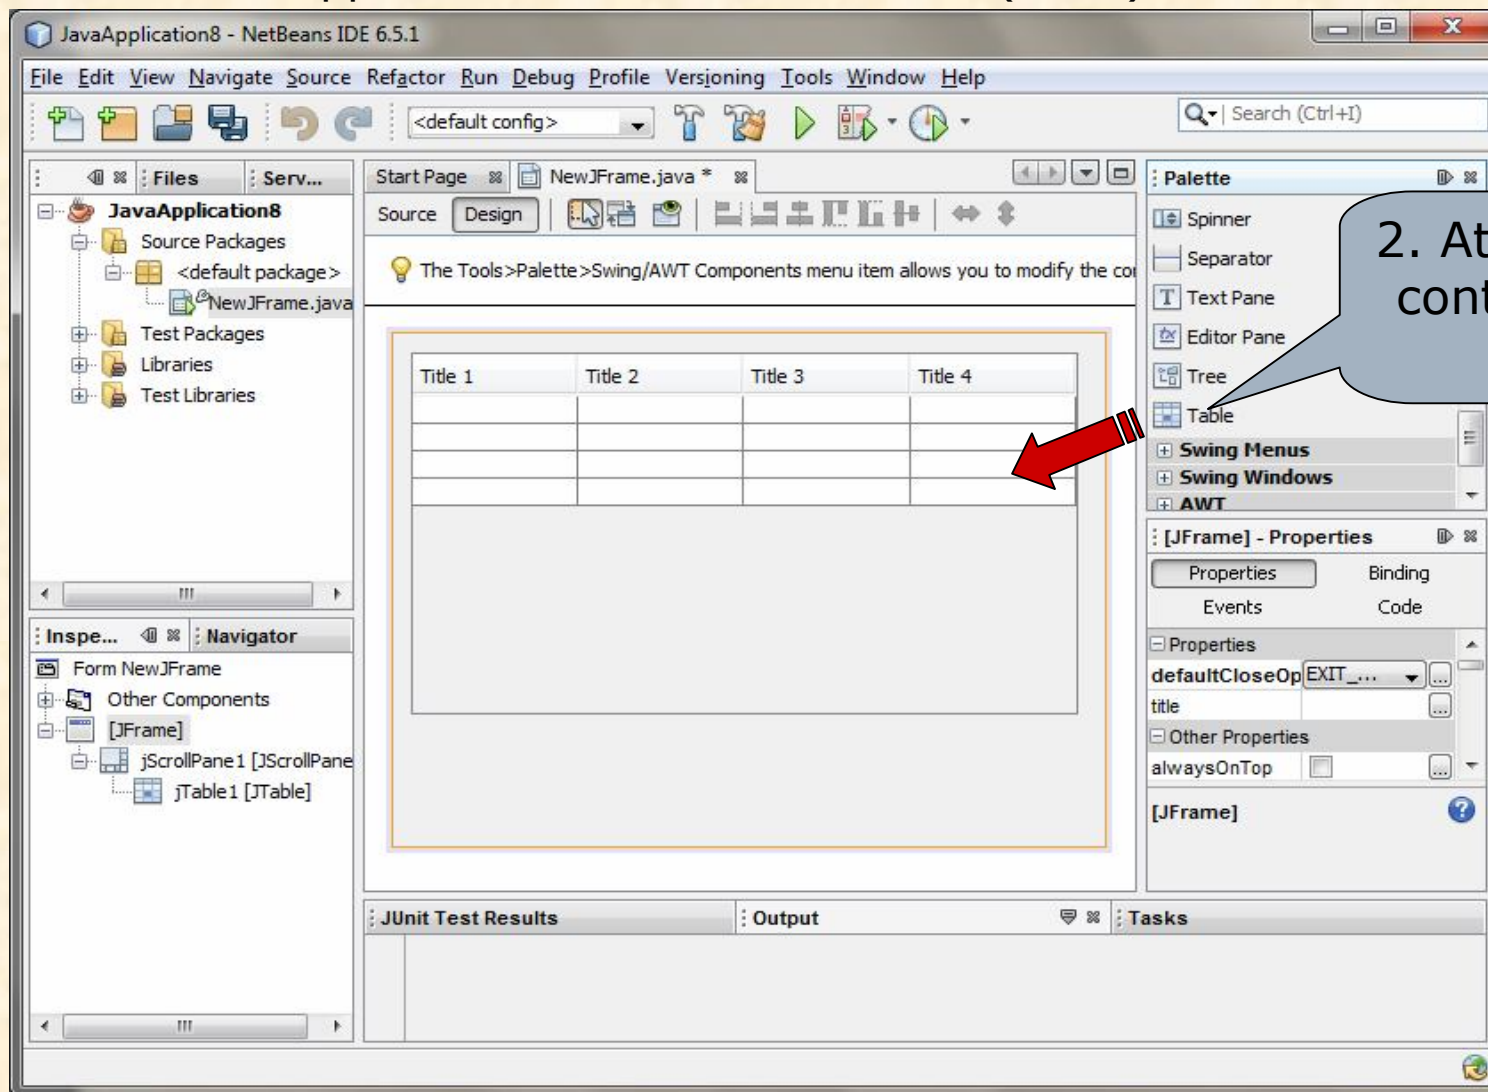 JavaApplication8 - NetBeans IDE 6.5.1
File Edit View Navigate Source Refactor Run Debug Profile Versioning Tools Window Help
<default config>
Search (Ctrl+I)
Files Serv...
JavaApplication8
Source Packages
<default package>
NewJFrame.java
Test Packages
Libraries
Test Libraries
Start Page NewJFrame.java *
Source Design
The Tools>Palette>Swing/AWT Components menu item allows you to modify the
Title 1 Title 2 Title 3 Title 4
Palette
Spinner
Separator
Text Pane
Editor Pane
Tree
Table
Swing Menus
Swing Windows
AWT
2. At
cont
[JFrame] - Properties
Properties Binding
Events Code
Properties
defaultCloseOp EXIT_... ...
title ...
Other Properties
alwaysOnTop ...
[JFrame]
Inspe... Navigator
Form NewJFrame
Other Components
[JFrame]
jScrollPane1 [JScrollPane
jTable1 [JTable]
JUnit Test Results
Output
Tasks